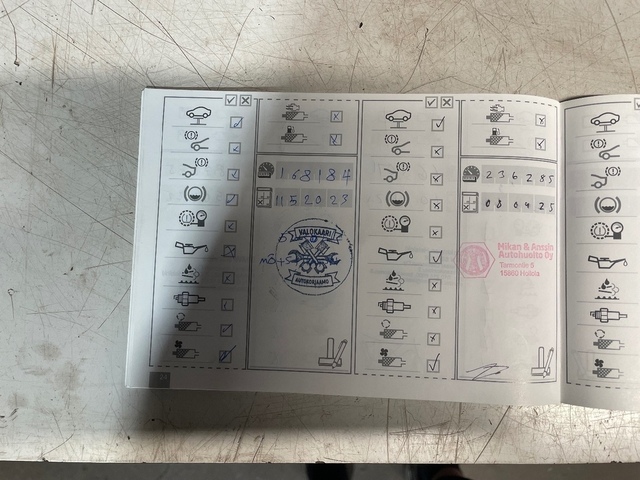 168184
11 5 2023
VALOKAARI
AUTOKORJAAMO
236285
08 04 25
Mikan & Anssin
Autohuolto Oy
15860 Hollola